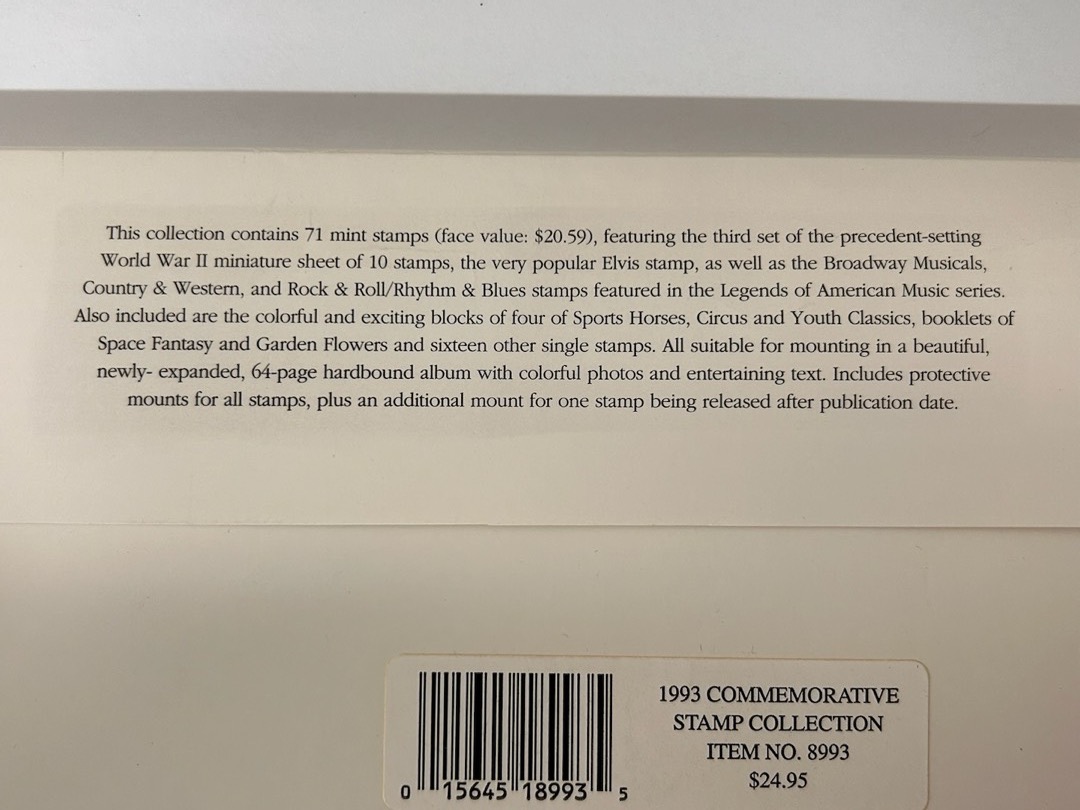 This collection contains 71 mint stamps (face value: $20.59), featuring the third set of the precedent-setting
World War II miniature sheet of 10 stamps, the very popular Elvis stamp, as well as the Broadway Musicals,
Country & Western, and Rock & Roll/Rhythm & Blues stamps featured in the Legends of American Music series.
Also included are the colorful and exciting blocks of four of Sports Horses, Circus and Youth Classics, booklets of
Space Fantasy and Garden Flowers and sixteen other single stamps. All suitable for mounting in a beautiful,
newly- expanded, 64-page hardbound album with colorful photos and entertaining text. Includes protective
mounts for all stamps, plus an additional mount for one stamp being released after publication date.
1993 COMMEMORATIVE
STAMP COLLECTION
ITEM NO. 8993
$24.95
0 15645 18993 5